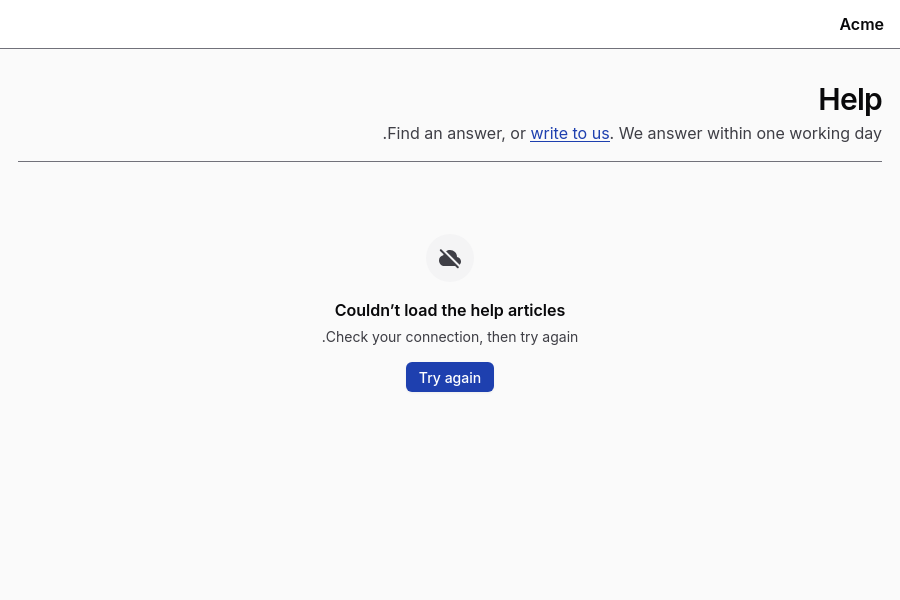 Acme
Help
Find an answer, or write to us. We answer within one working day.
Couldn’t load the help articles
Check your connection, then try again.
Try again